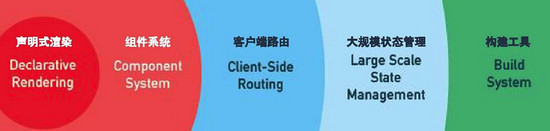 声明式渲染
Declarative
Rendering
组件系统
Component
System
客户端路由
Client-Side
Routing
大规模状态管理
Large Scale
State
Management
构建工具
Build
System